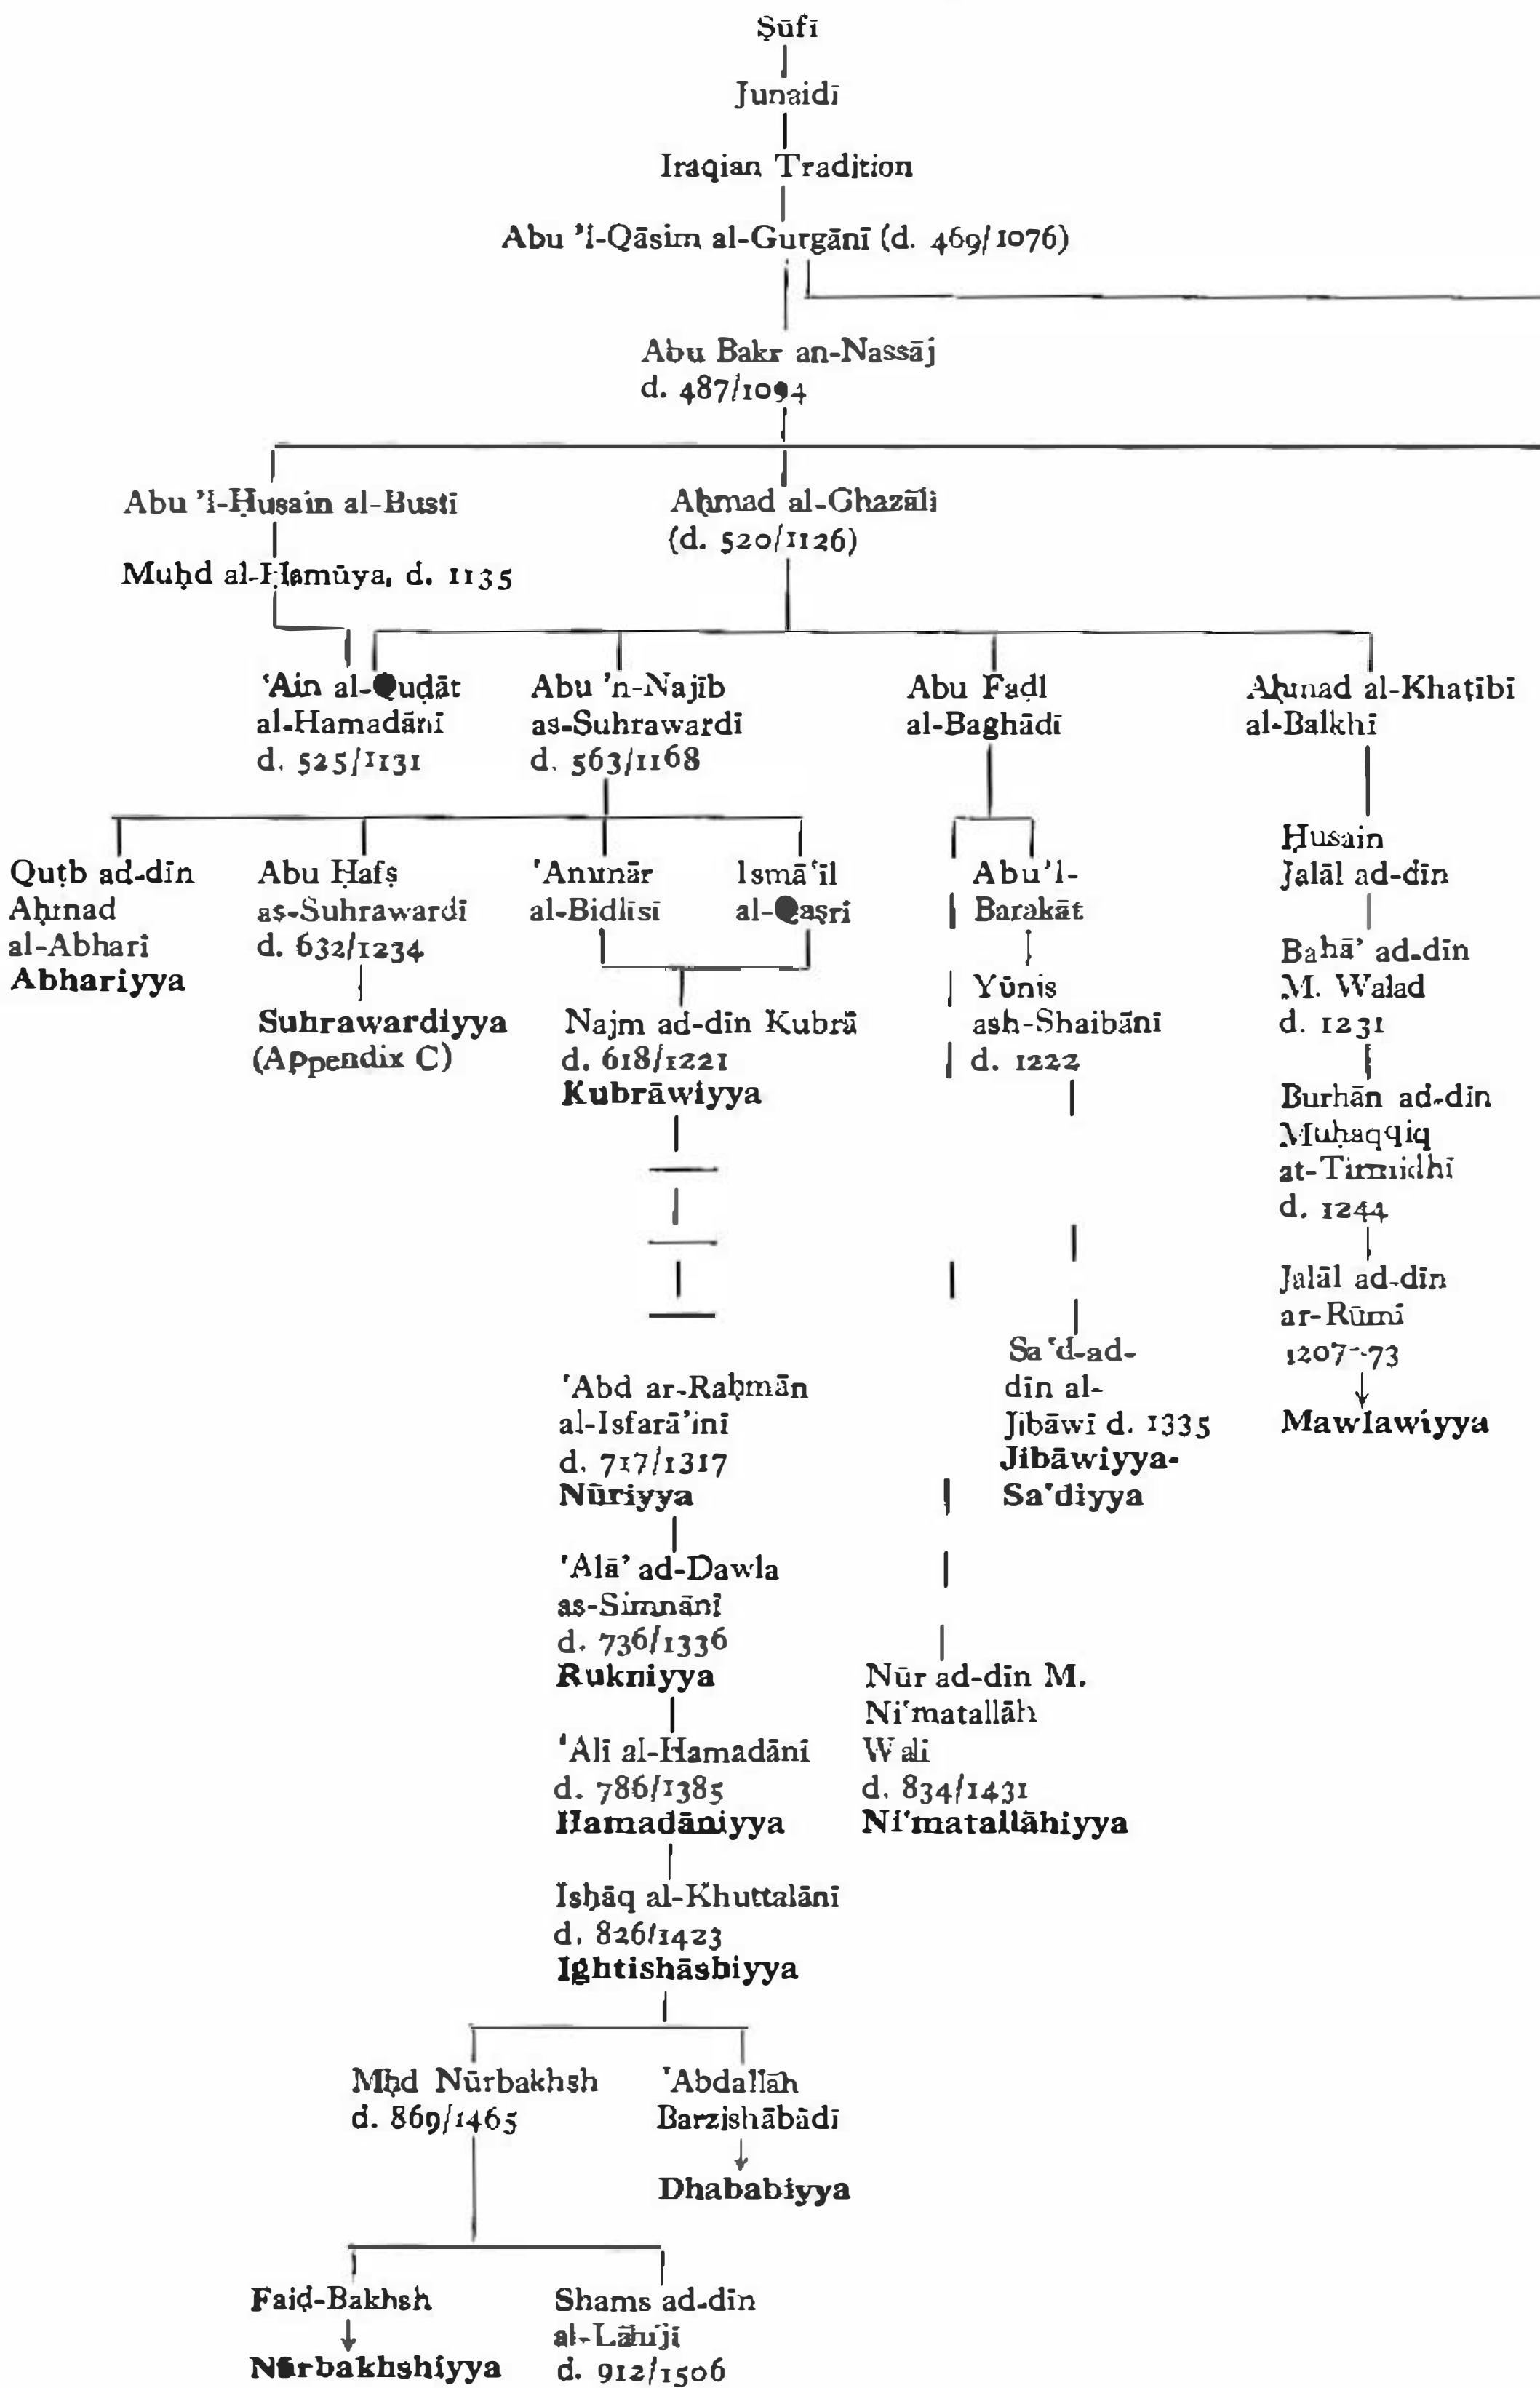 Ṣūfī
Junaidī
Iraqian Tradition
Abu ’l-Qāsim al-Gurgānī (d. 469/1076)
Abu Bakr an-Nassāj
d. 487/1094
Abu ’l-Ḥusain al-Bustī
Muḥd al-Ḥamūya, d. 1135
Aḥmad al-Ghazālī
(d. 520/1126)
‘Ain al-Quḍāt
al-Hamadānī
d. 525/1131
Abu ’n-Najīb
as-Suhrawardī
d. 563/1168
Abu Faḍl
al-Baghādī
Aḥmad al-Khaṭībī
al-Balkhī
Quṭb ad-dīn
Aḥmad
al-Abharī
Abhariyya
Abu Ḥafṣ
as-Suhrawardī
d. 632/1234
Suhrawardiyya
(Appendix C)
‘Ammār
al-Bidlīsī
Ismā‘īl
al-Qaṣrī
Najm ad-dīn Kubrā
d. 618/1221
Kubrāwiyya
Abu’l-
Barakāt
Yūnis
ash-Shaibānī
d. 1222
Ḥusain
Jalāl ad-dīn
Bahā’ ad-dīn
M. Walad
d. 1231
Burhān ad-dīn
Muḥaqqiq
at-Tirmidhī
d. 1244
Jalāl ad-dīn
ar-Rūmī
1207-73
Mawlawiyya
Sa‘d-ad-
dīn al-
Jibāwī d. 1335
Jibāwiyya-
Sa‘diyya
‘Abd ar-Raḥmān
al-Isfarā’inī
d. 717/1317
Nūriyya
‘Alā’ ad-Dawla
as-Simnānī
d. 736/1336
Rukniyya
‘Alī al-Hamadānī
d. 786/1385
Hamadāniyya
Nūr ad-dīn M.
Ni‘matallāh
Walī
d. 834/1431
Ni‘matallāhiyya
Isḥāq al-Khuttalānī
d. 826/1423
Ightishāshiyya
Mḥd Nūrbakhsh
d. 869/1465
‘Abdallāh
Barzishābādī
Dhahabiyya
Faiḍ-Bakhsh
Nūrbakhshiyya
Shams ad-dīn
al-Lāhijī
d. 912/1506